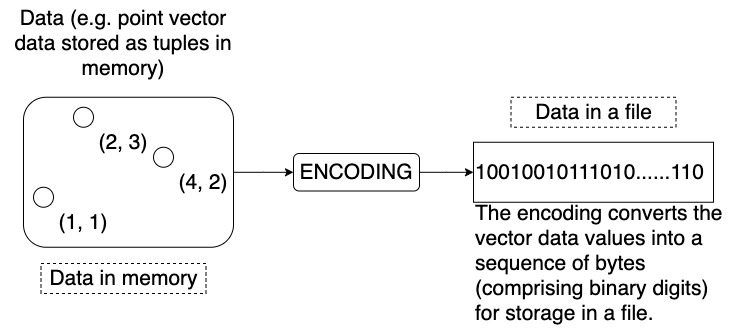 Data (e.g. point vector
data stored as tuples in
memory)
(2, 3)
(4, 2)
(1, 1)
Data in memory
ENCODING
Data in a file
10010010111010......110
The encoding converts the
vector data values into a
sequence of bytes
(comprising binary digits)
for storage in a file.